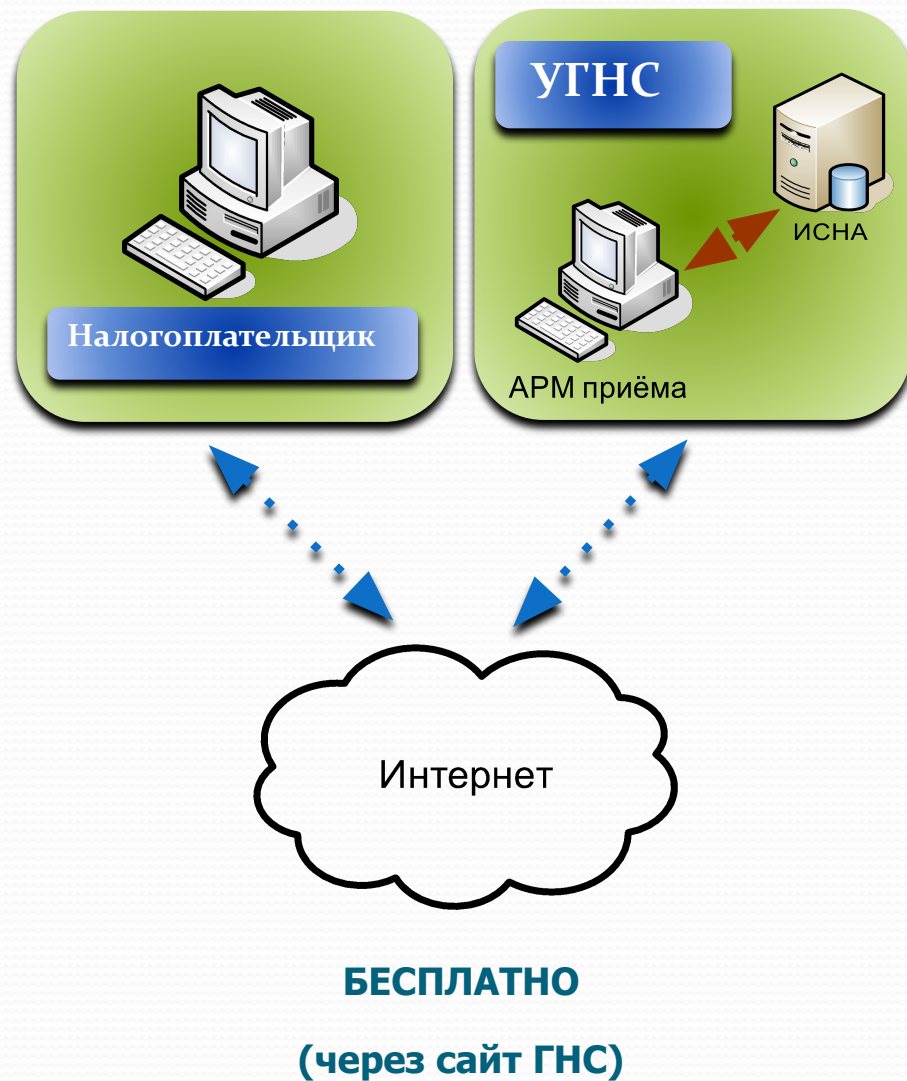 УГНС
ИСНА
Налогоплательщик
АРМ приёма
Интернет
БЕСПЛАТНО
(через сайт ГНС)